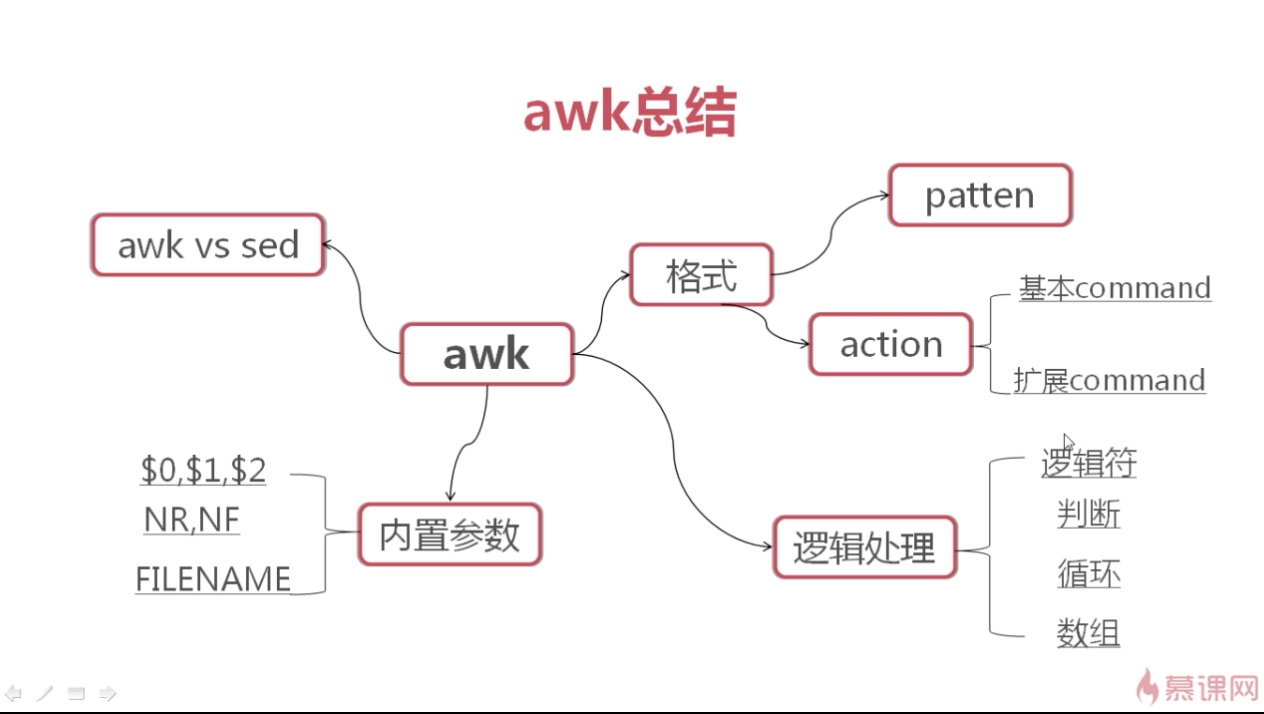 awk总结
patten
awk vs sed
格式
基本command
action
awk
扩展command
$0,$1,$2
逻辑符
NR,NF
判断
内置参数
逻辑处理
FILENAME
循环
数组
慕课网